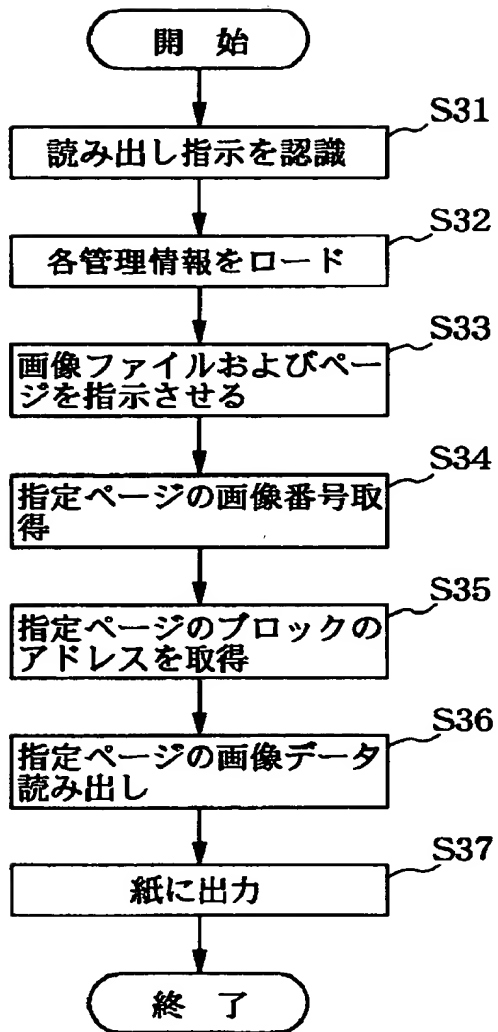 開 始
S31
読み出し指示を認識
S32
各管理情報をロード
S33
画像ファイルおよびペー
ジを指示させる
S34
指定ページの画像番号取
得
S35
指定ページのブロックの
アドレスを取得
S36
指定ページの画像データ
読み出し
S37
紙に出力
終 了